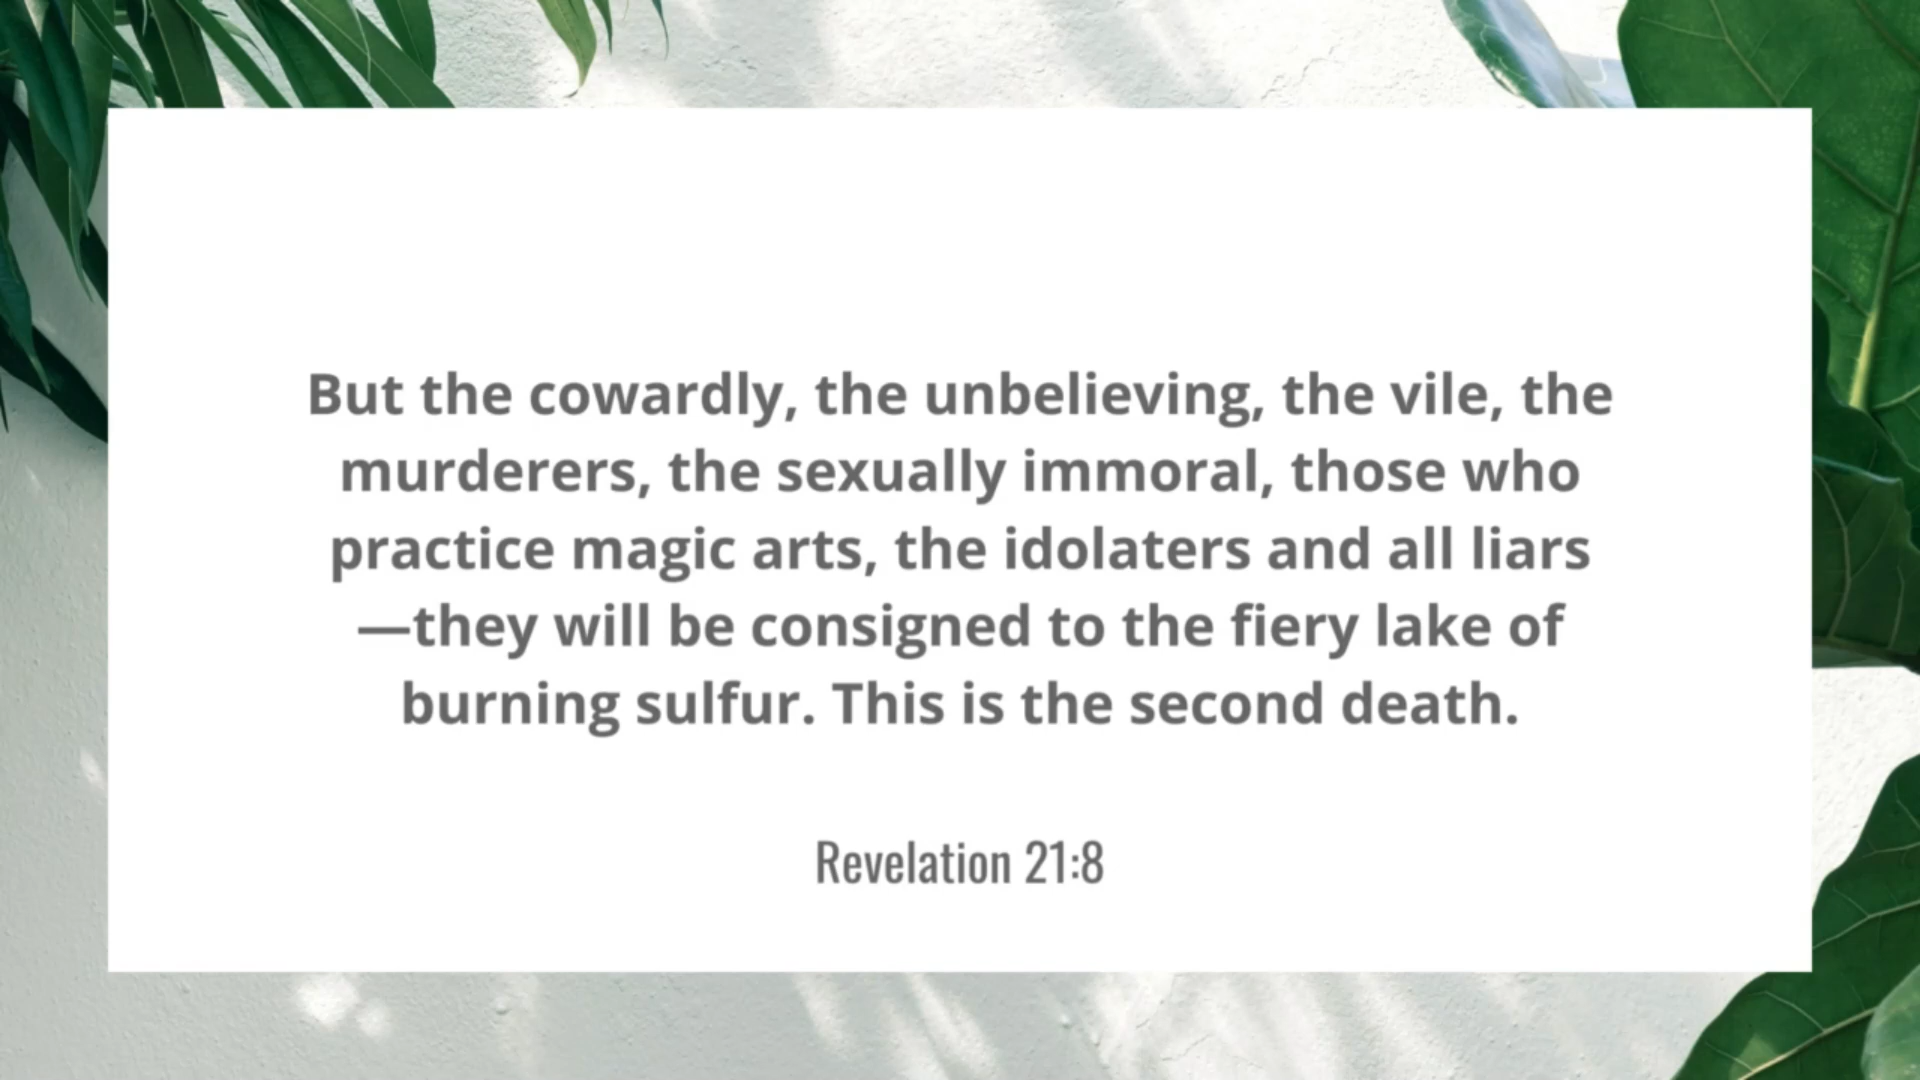 But the cowardly, the unbelieving, the vile, the
murderers, the sexually immoral, those who
practice magic arts, the idolaters and all liars
—they will be consigned to the fiery lake of
burning sulfur. This is the second death.
Revelation 21:8